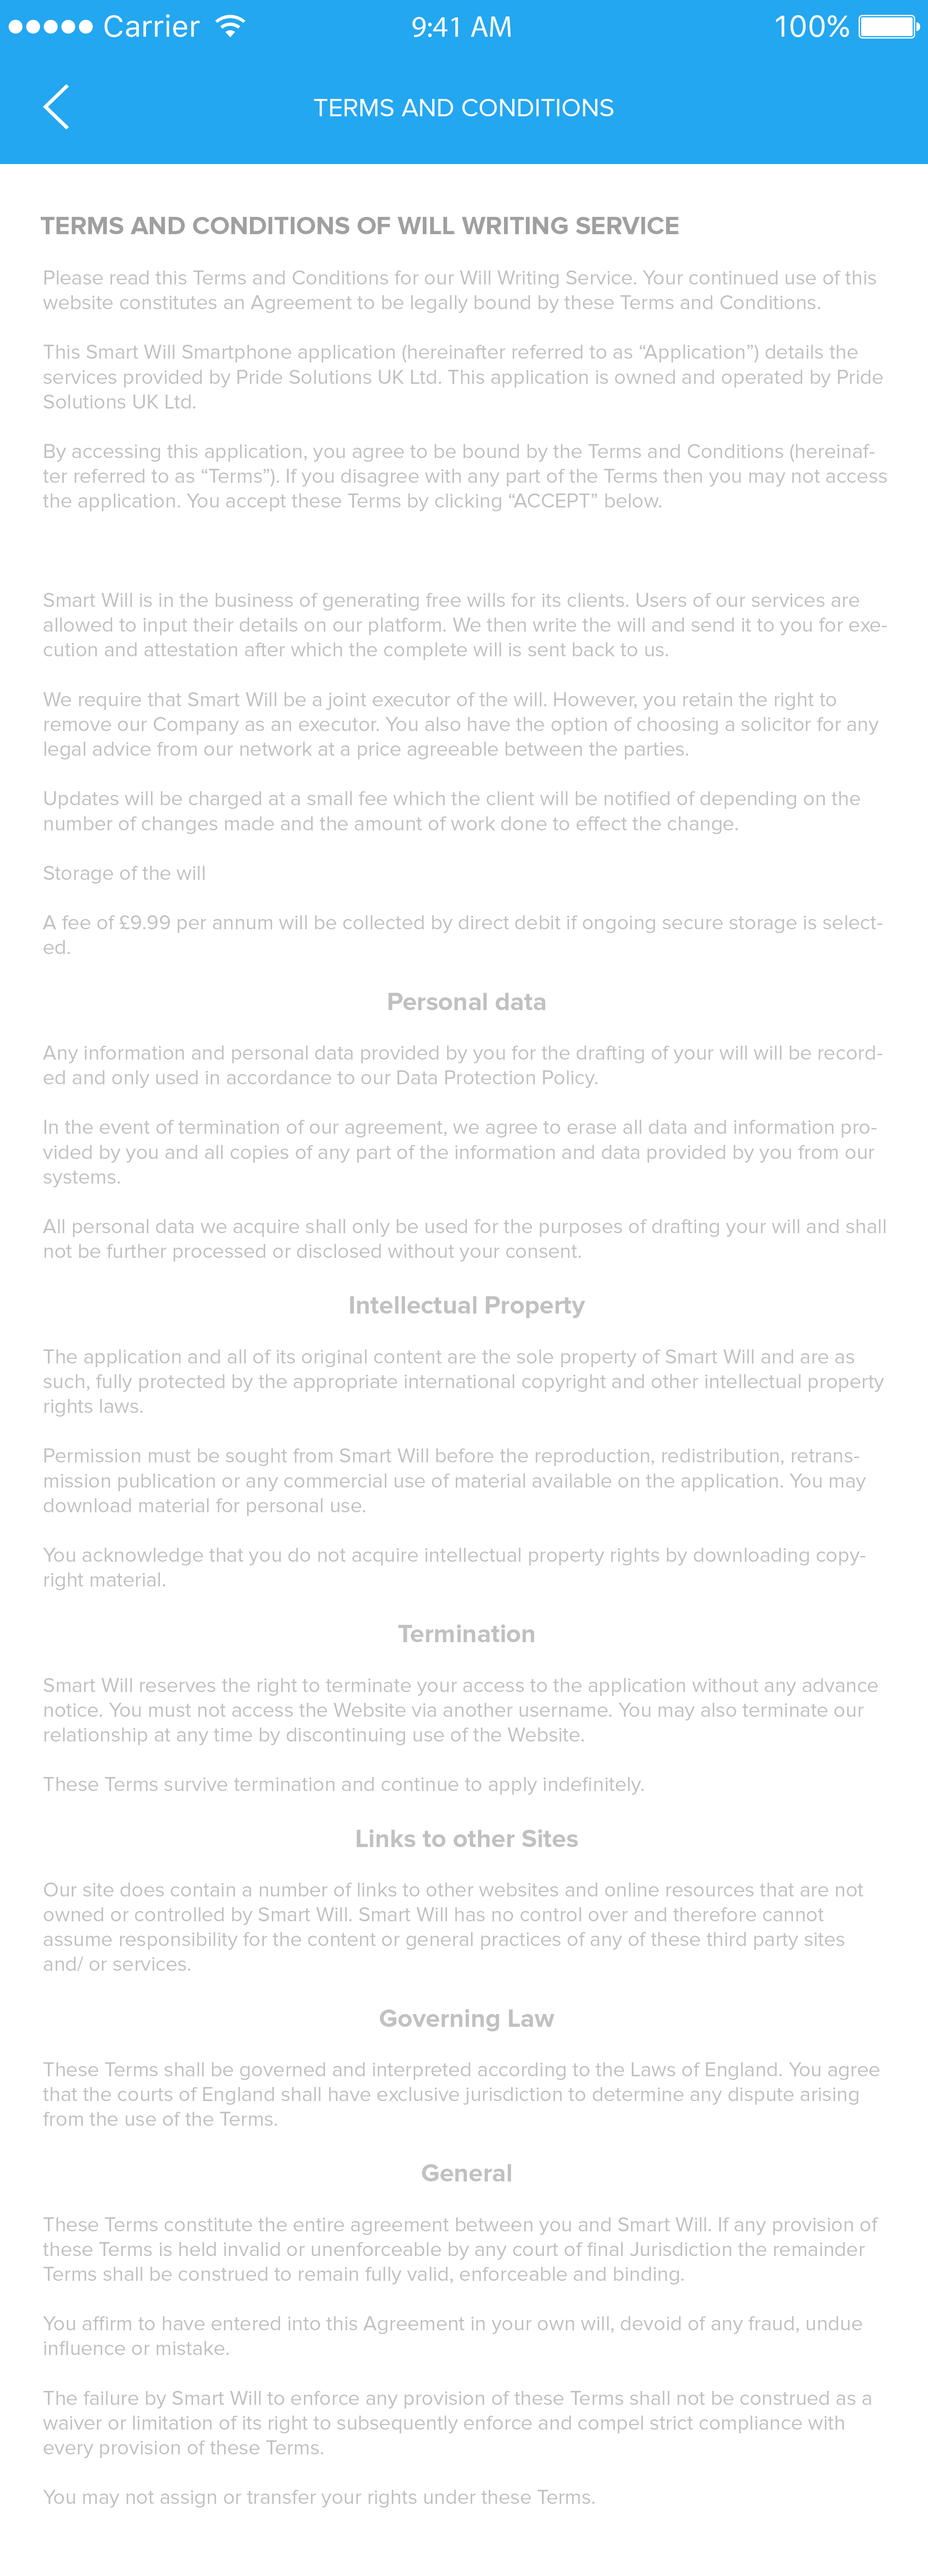 Carrier 9:41 AM 100%
TERMS AND CONDITIONS
TERMS AND CONDITIONS OF WILL WRITING SERVICE
Please read this Terms and Conditions for our Will Writing Service. Your continued use of this
website constitutes an Agreement to be legally bound by these Terms and Conditions.
This Smart Will Smartphone application (hereinafter referred to as “Application”) details the
services provided by Pride Solutions UK Ltd. This application is owned and operated by Pride
Solutions UK Ltd.
By accessing this application, you agree to be bound by the Terms and Conditions (hereinaf-
ter referred to as “Terms”). If you disagree with any part of the Terms then you may not access
the application. You accept these Terms by clicking “ACCEPT” below.
Smart Will is in the business of generating free wills for its clients. Users of our services are
allowed to input their details on our platform. We then write the will and send it to you for exe-
cution and attestation after which the complete will is sent back to us.
We require that Smart Will be a joint executor of the will. However, you retain the right to
remove our Company as an executor. You also have the option of choosing a solicitor for any
legal advice from our network at a price agreeable between the parties.
Updates will be charged at a small fee which the client will be notified of depending on the
number of changes made and the amount of work done to effect the change.
Storage of the will
A fee of £9.99 per annum will be collected by direct debit if ongoing secure storage is select-
ed.
Personal data
Any information and personal data provided by you for the drafting of your will will be record-
ed and only used in accordance to our Data Protection Policy.
In the event of termination of our agreement, we agree to erase all data and information pro-
vided by you and all copies of any part of the information and data provided by you from our
systems.
All personal data we acquire shall only be used for the purposes of drafting your will and shall
not be further processed or disclosed without your consent.
Intellectual Property
The application and all of its original content are the sole property of Smart Will and are as
such, fully protected by the appropriate international copyright and other intellectual property
rights laws.
Permission must be sought from Smart Will before the reproduction, redistribution, retrans-
mission publication or any commercial use of material available on the application. You may
download material for personal use.
You acknowledge that you do not acquire intellectual property rights by downloading copy-
right material.
Termination
Smart Will reserves the right to terminate your access to the application without any advance
notice. You must not access the Website via another username. You may also terminate our
relationship at any time by discontinuing use of the Website.
These Terms survive termination and continue to apply indefinitely.
Links to other Sites
Our site does contain a number of links to other websites and online resources that are not
owned or controlled by Smart Will. Smart Will has no control over and therefore cannot
assume responsibility for the content or general practices of any of these third party sites
and/ or services.
Governing Law
These Terms shall be governed and interpreted according to the Laws of England. You agree
that the courts of England shall have exclusive jurisdiction to determine any dispute arising
from the use of the Terms.
General
These Terms constitute the entire agreement between you and Smart Will. If any provision of
these Terms is held invalid or unenforceable by any court of final Jurisdiction the remainder
Terms shall be construed to remain fully valid, enforceable and binding.
You affirm to have entered into this Agreement in your own will, devoid of any fraud, undue
influence or mistake.
The failure by Smart Will to enforce any provision of these Terms shall not be construed as a
waiver or limitation of its right to subsequently enforce and compel strict compliance with
every provision of these Terms.
You may not assign or transfer your rights under these Terms.